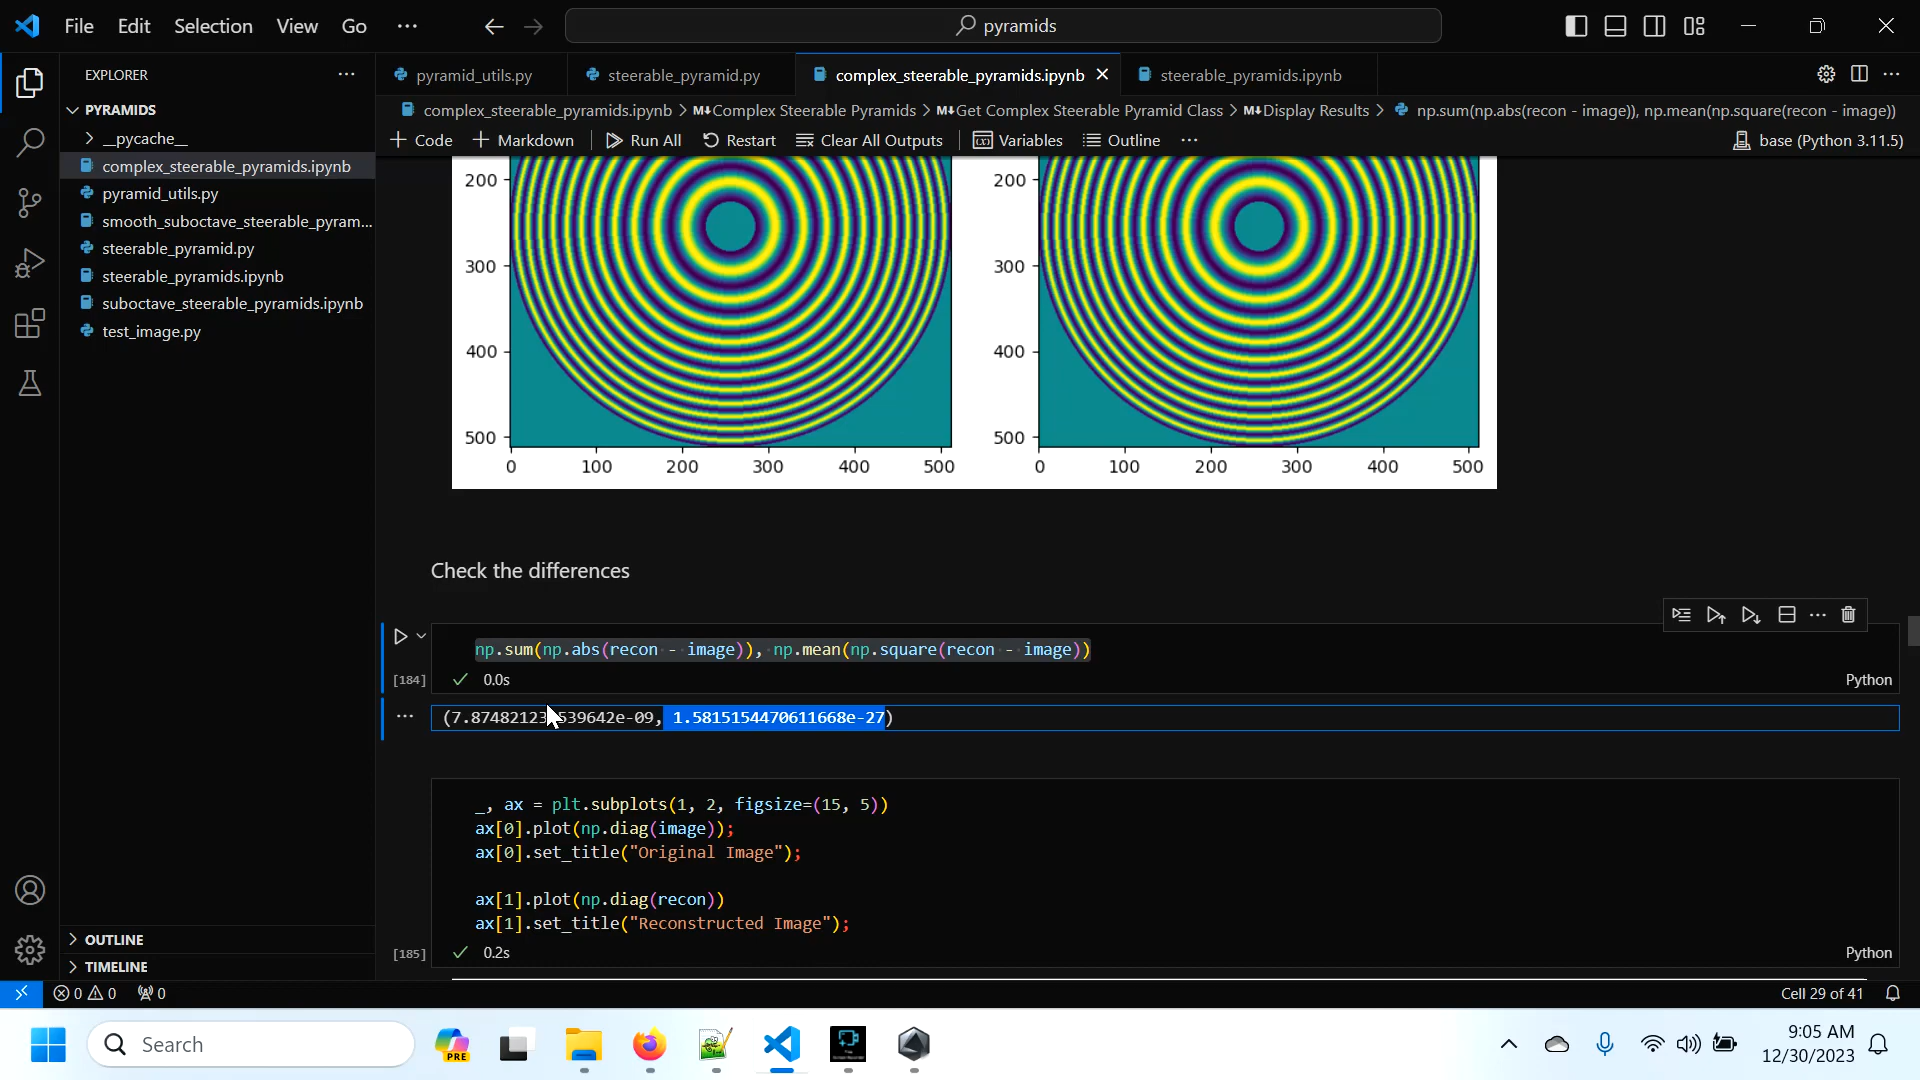 File Edit Selection View Go ···
pyramids
EXPLORER ···
PYRAMIDS
__pycache__
complex_steerable_pyramids.ipynb
pyramid_utils.py
smooth_suboctave_steerable_pyram...
steerable_pyramid.py
steerable_pyramids.ipynb
suboctave_steerable_pyramids.ipynb
test_image.py
OUTLINE
TIMELINE
pyramid_utils.py steerable_pyramid.py complex_steerable_pyramids.ipynb steerable_pyramids.ipynb ···
complex_steerable_pyramids.ipynb > M↓Complex Steerable Pyramids > M↓Get Complex Steerable Pyramid Class > M↓Display Results > np.sum(np.abs(recon - image)), np.mean(np.square(recon - image))
+ Code + Markdown Run All Restart Clear All Outputs Variables Outline ··· base (Python 3.11.5)
200 200
300 300
400 400
500 500
0 100 200 300 400 500 0 100 200 300 400 500
Check the differences
np.sum(np.abs(recon - image)), np.mean(np.square(recon - image))
[184] 0.0s Python
1.5815154470611668e-27)
_, ax = plt.subplots(1, 2, figsize=(15, 5))
ax[0].plot(np.diag(image));
ax[0].set_title("Original Image");
ax[1].plot(np.diag(recon))
ax[1].set_title("Reconstructed Image");
[185] 0.2s Python
0 0 0 Cell 29 of 41
Search
PRE
9:05 AM
12/30/2023